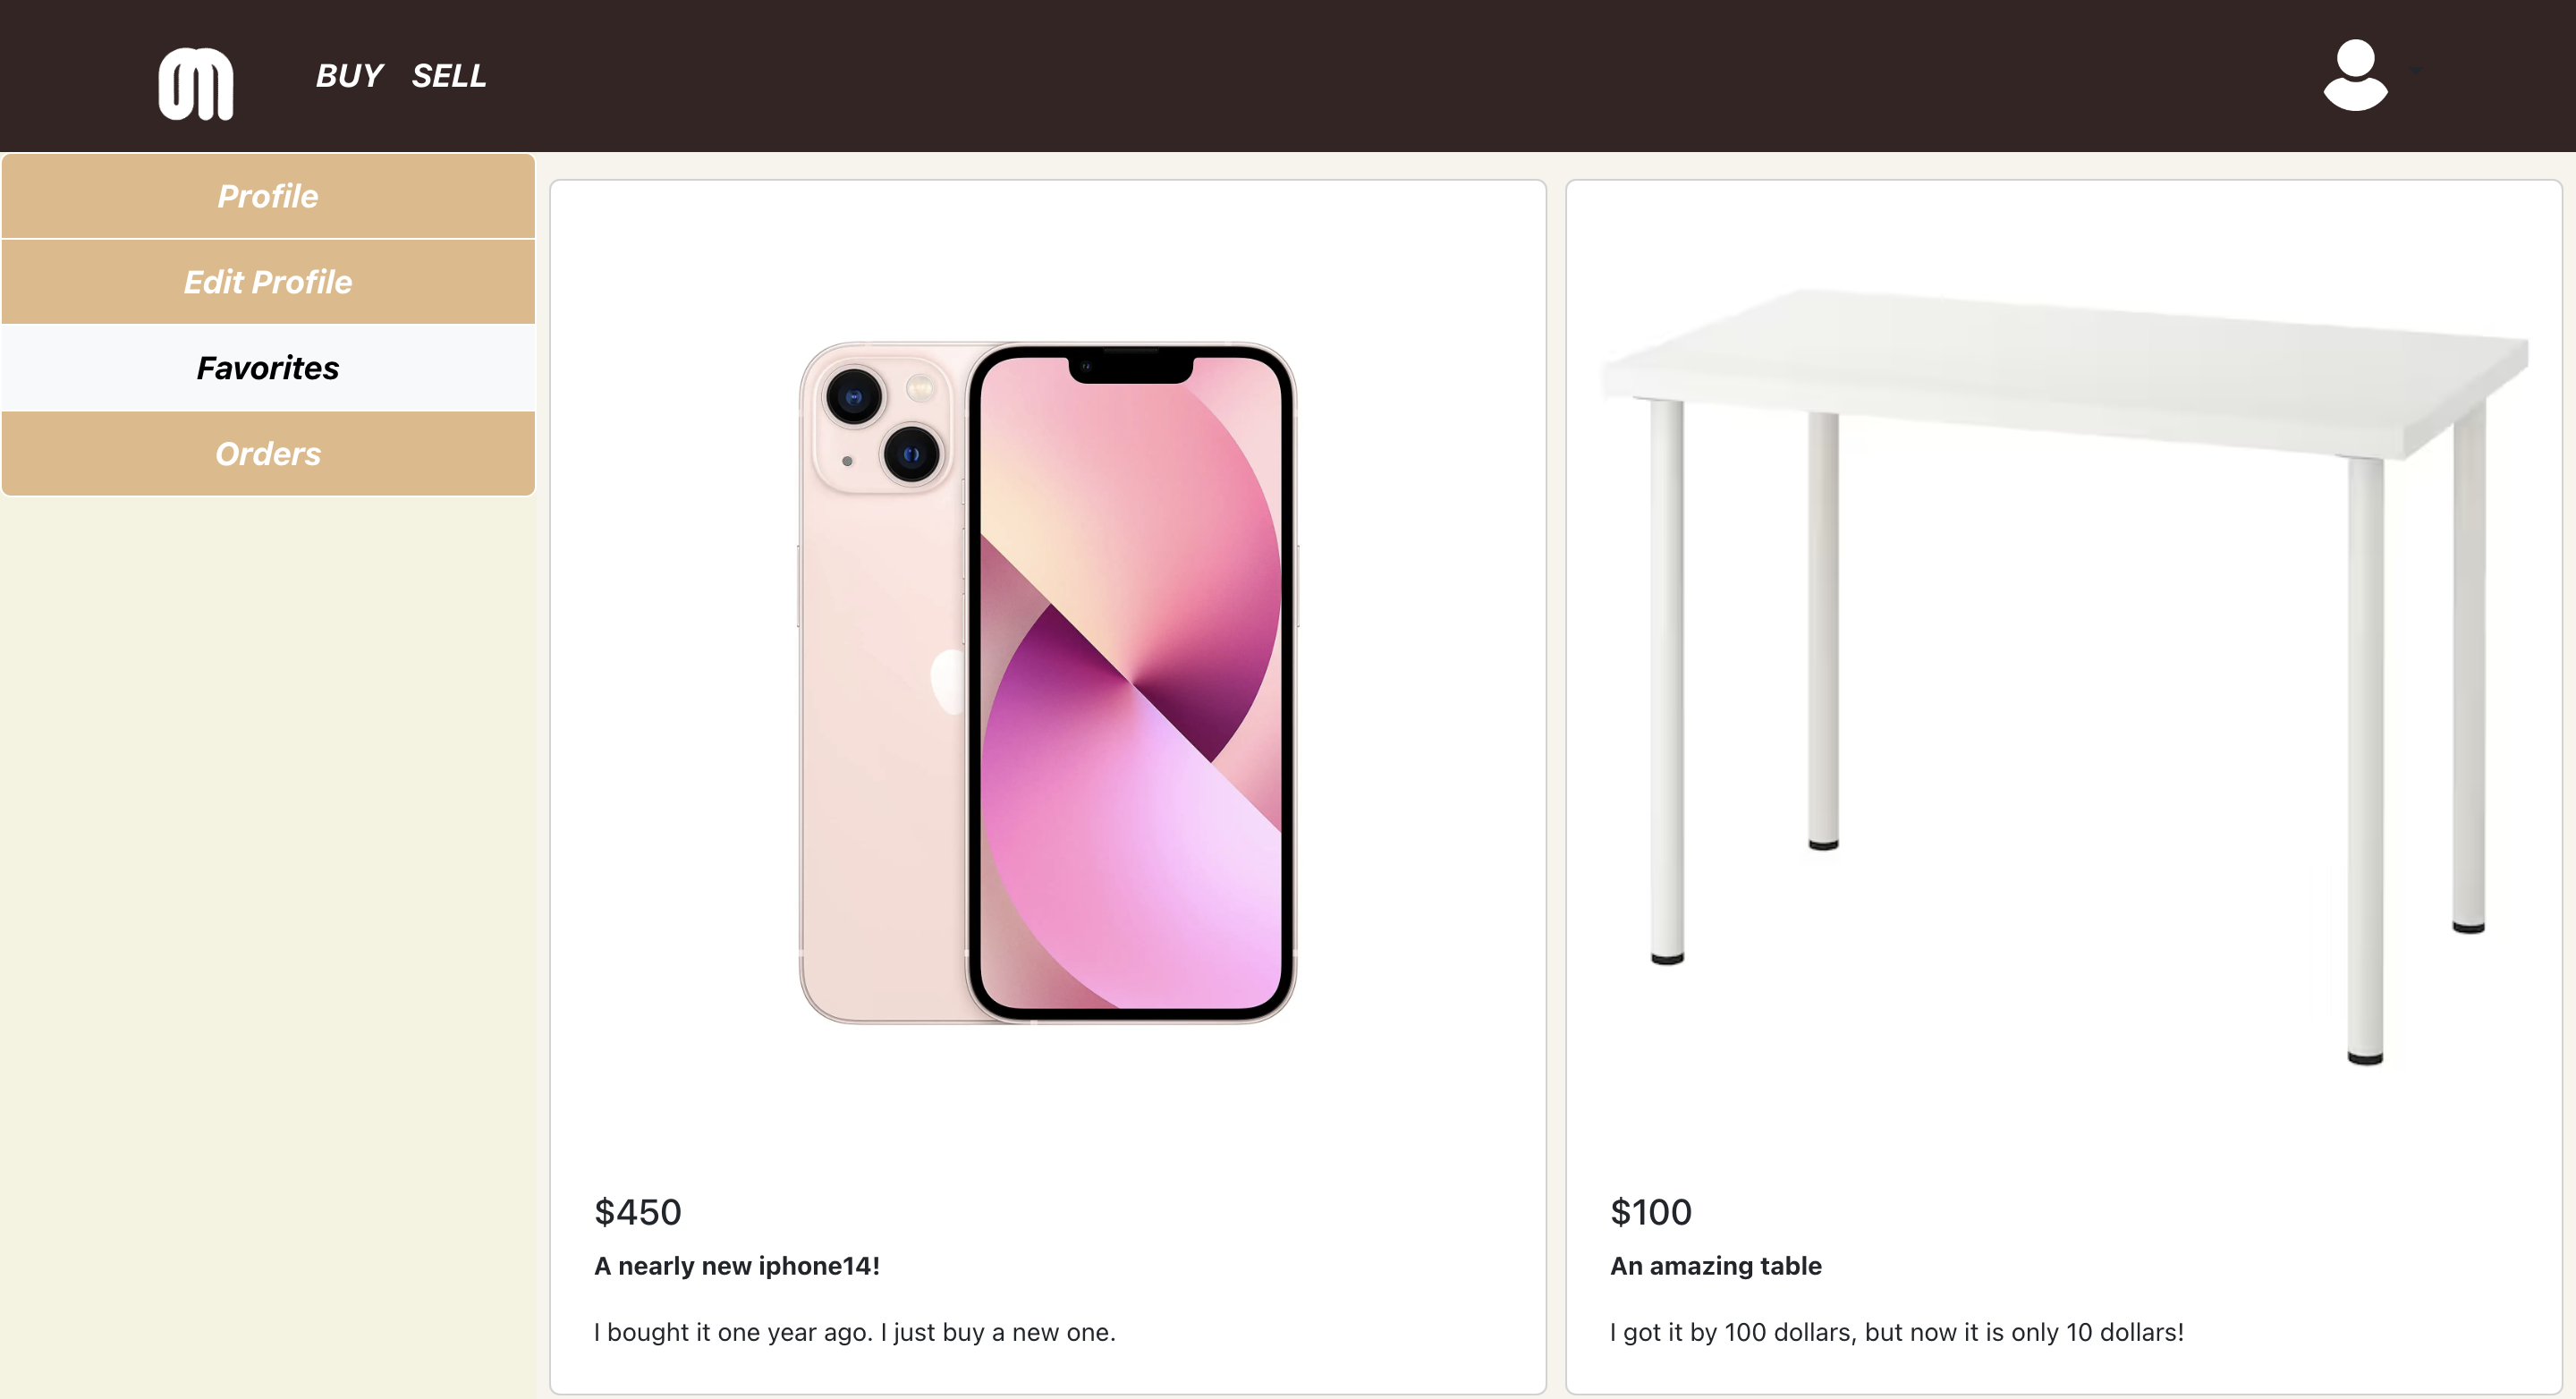 BUY SELL
Profile
Edit Profile
Favorites
Orders
$450
A nearly new iphone14!
I bought it one year ago. I just buy a new one.
$100
An amazing table
I got it by 100 dollars, but now it is only 10 dollars!